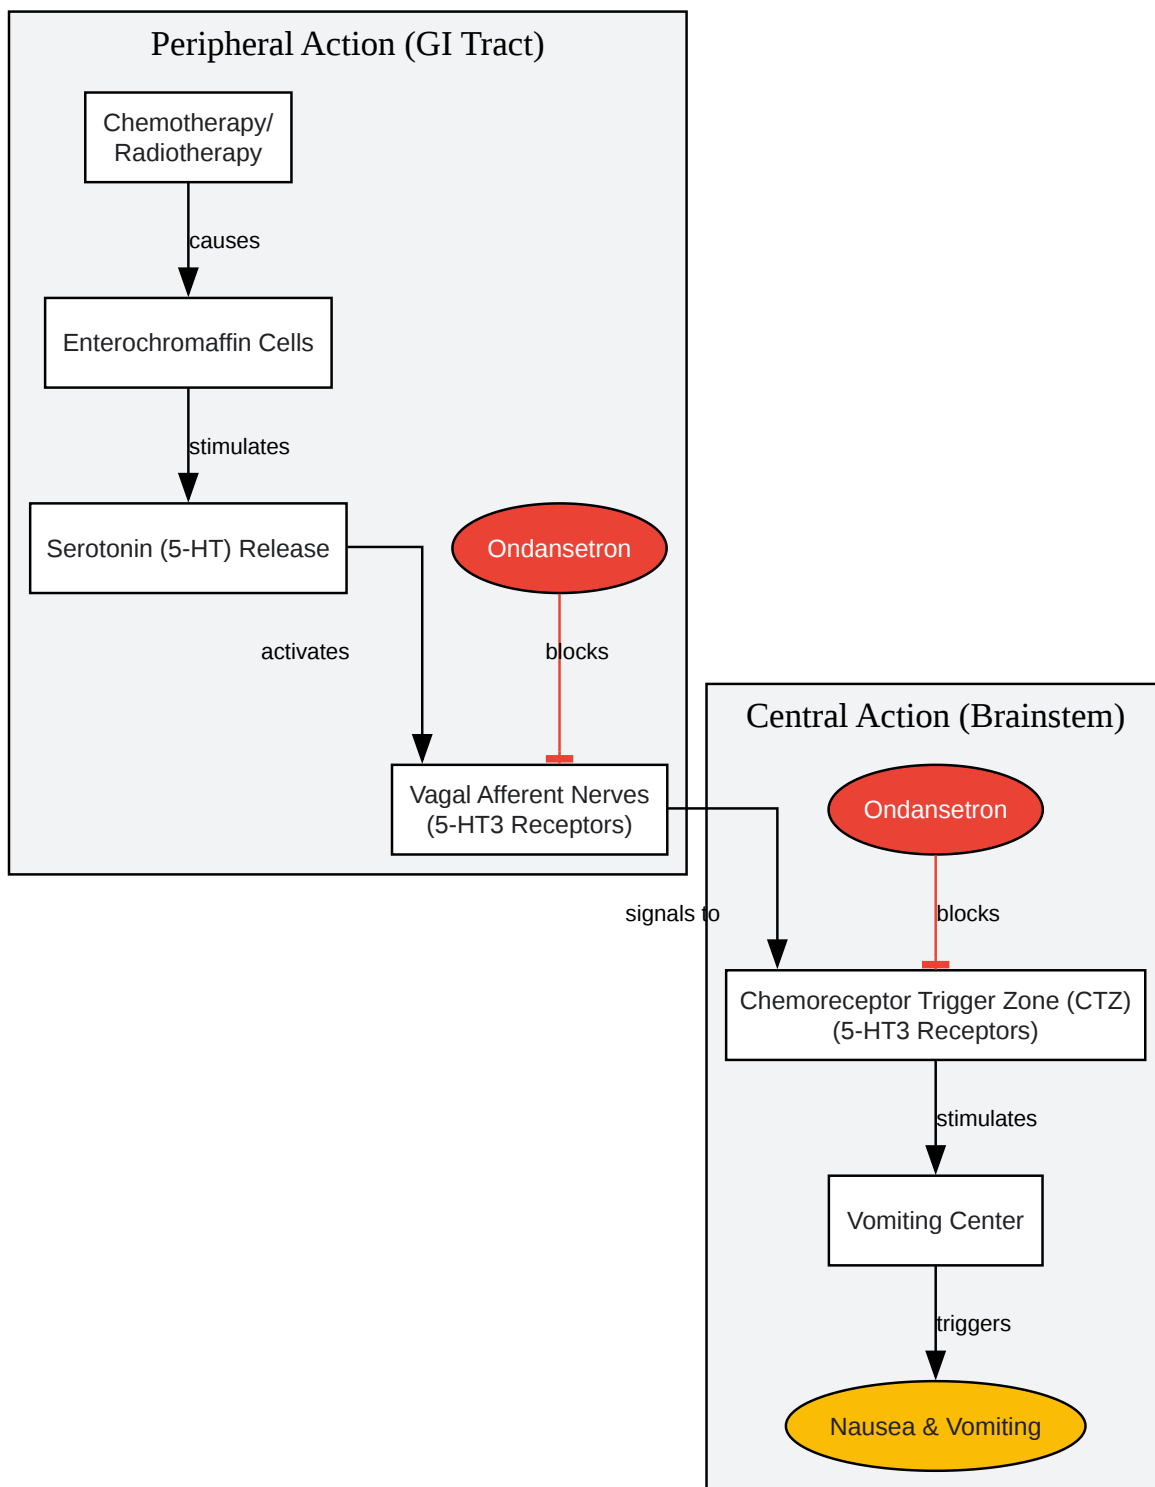 Peripheral Action (GI Tract)
Chemotherapy/
Radiotherapy
causes
Enterochromaffin Cells
stimulates
Serotonin (5-HT) Release
Ondansetron
activates
blocks
Vagal Afferent Nerves
(5-HT3 Receptors)
signals to
Central Action (Brainstem)
Ondansetron
blocks
Chemoreceptor Trigger Zone (CTZ)
(5-HT3 Receptors)
stimulates
Vomiting Center
triggers
Nausea & Vomiting